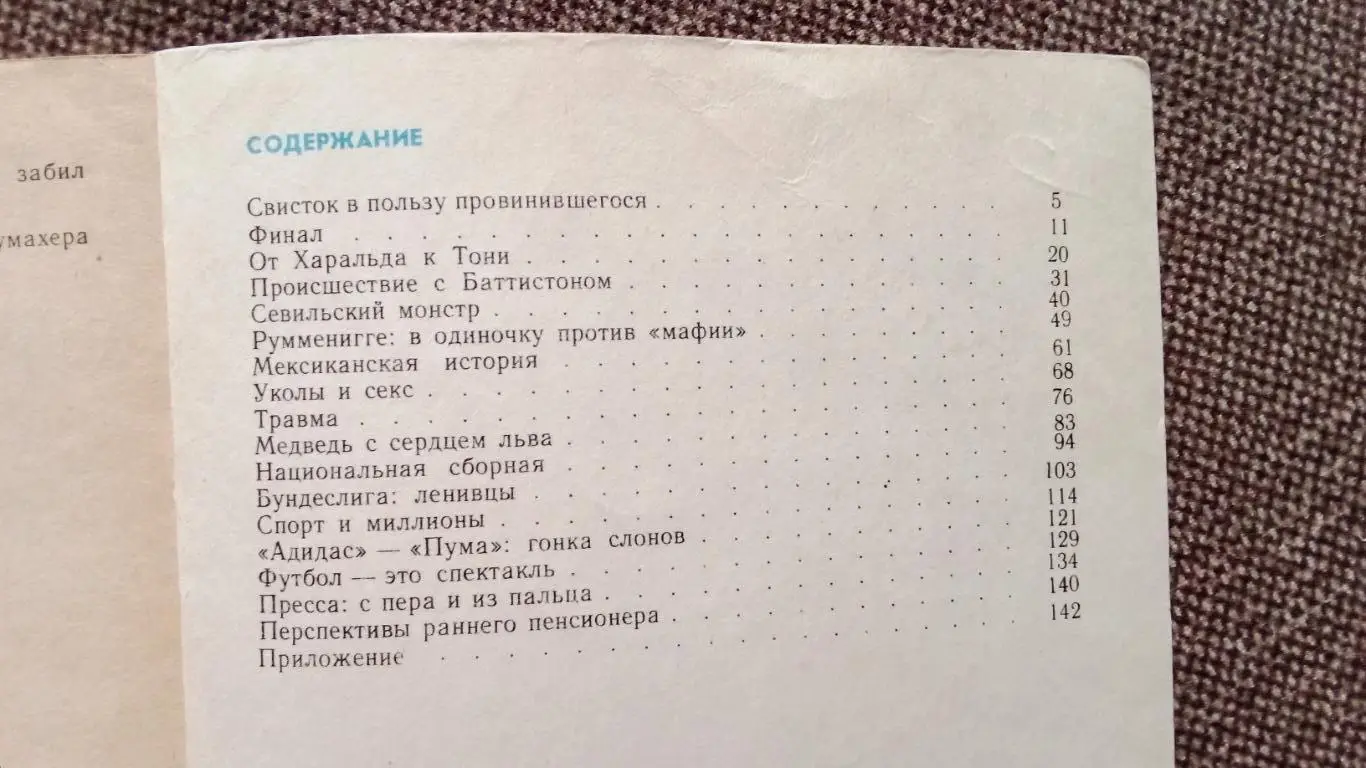 забил
умахера
СОДЕРЖАНИЕ
Свисток в пользу провинившегося . . . . . . . . . . . . 5
Финал . . . . . . . . . . . . 11
От Харальда к Тони . . . . . . . . . . . . 20
Происшествие с Баттистоном . . . . . . . . . . . . 31
Севильский монстр . . . . . . . . . . . . 40
Румменигге: в одиночку против «мафии» . . . . . . . . . . . . 49
Мексиканская история . . . . . . . . . . . . 61
Уколы и секс . . . . . . . . . . . . 68
Травма . . . . . . . . . . . . 76
Медведь с сердцем льва . . . . . . . . . . . . 83
Национальная сборная . . . . . . . . . . . . 94
Бундеслига: ленивцы . . . . . . . . . . . . 103
Спорт и миллионы . . . . . . . . . . . . 114
«Адидас» — «Пума»: гонка слонов . . . . . . . . . . . . 121
Футбол — это спектакль . . . . . . . . . . . . 129
Пресса: с пера и из пальца . . . . . . . . . . . . 134
Перспективы раннего пенсионера . . . . . . . . . . . . 140
Приложение . . . . . . . . . . . . 142